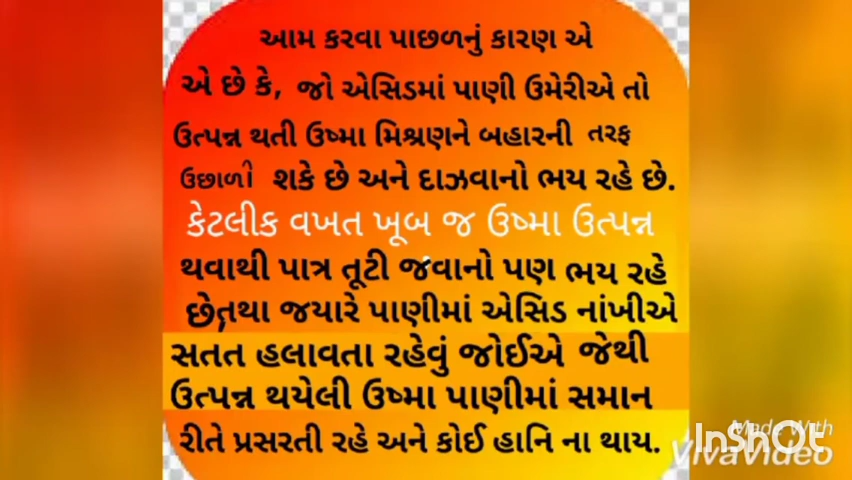 આમ કરવા પાછળનું કારણ એ
એ છે કે, જો એસિડમાં પાણી ઉમેરીએ તો
ઉત્પન્ન થતી ઉષ્મા મિશ્રણને બહારની તરફ
ઉછાળી શકે છે અને દાઝવાનો ભય રહે છે.
કેટલીક વખત ખૂબ જ ઉષ્મા ઉત્પન્ન
થવાથી પાત્ર તૂટી જવાનો પણ ભય રહે
છે,તથા જયારે પાણીમાં એસિડ નાંખીએ
સતત હલાવતા રહેવું જોઈએ જેથી
ઉત્પન્ન થયેલી ઉષ્મા પાણીમાં સમાન
રીતે પ્રસરતી રહે અને કોઈ હાનિ ના થાય.
Made With
InShOt
VivaVideo